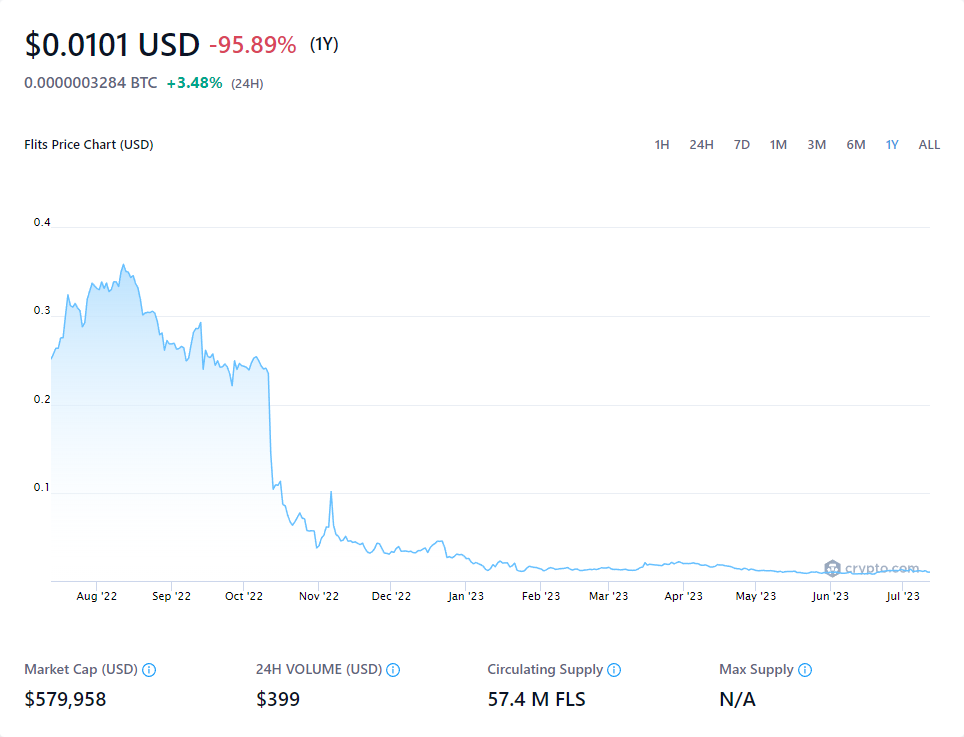 $0.0101 USD -95.89% (1Y)
0.0000003284 BTC +3.48% (24H)
Flits Price Chart (USD) 1H 24H 7D 1M 3M 6M 1Y ALL
0.4
0.3
0.2
0.1
crypto.com
Aug '22 Sep '22 Oct '22 Nov '22 Dec '22 Jan '23 Feb '23 Mar '23 Apr '23 May '23 Jun '23 Jul '23
Market Cap (USD) 24H VOLUME (USD) Circulating Supply Max Supply
$579,958 $399 57.4 M FLS N/A